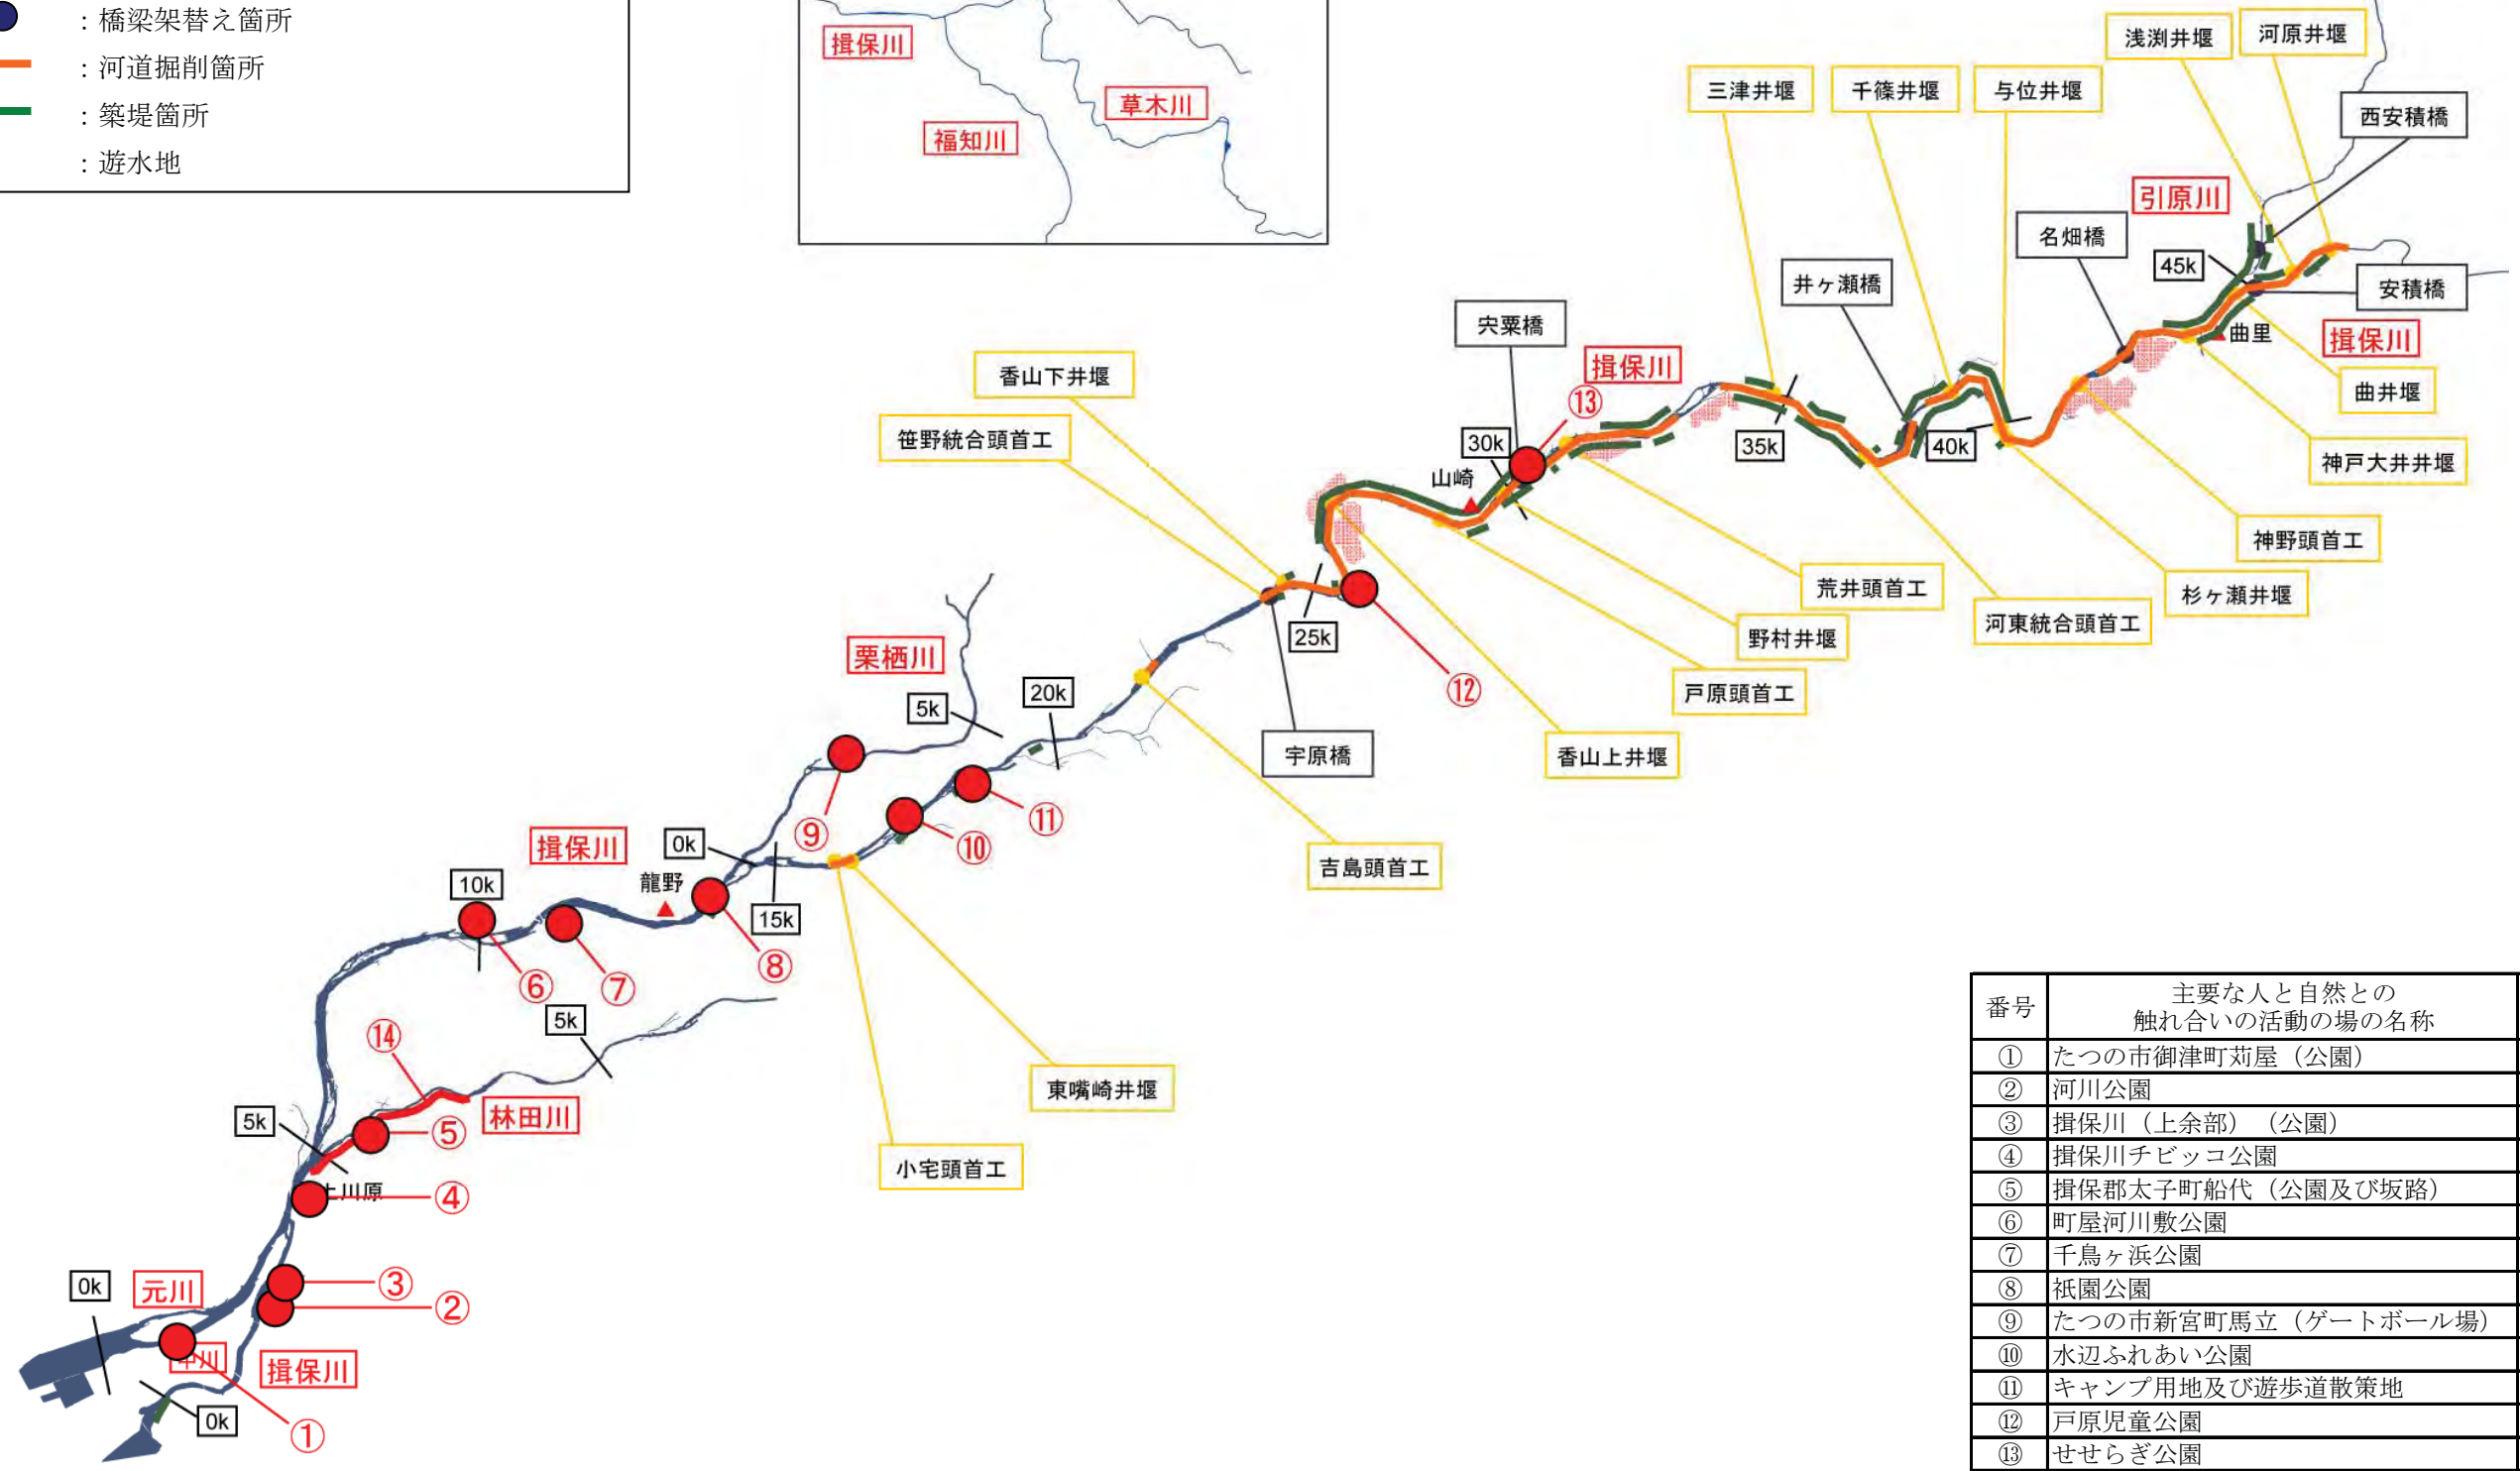 ：橋梁架替え箇所
：河道掘削箇所
：築堤箇所
：遊水地
揖保川
草木川
福知川
浅渕井堰
河原井堰
三津井堰
千篠井堰
与位井堰
西安積橋
引原川
名畑橋
45k
安積橋
井ヶ瀬橋
宍粟橋
曲里
揖保川
揖保川
香山下井堰
⑬
曲井堰
笹野統合頭首工
30k
35k
40k
神戸大井井堰
山崎
神野頭首工
荒井頭首工
杉ヶ瀬井堰
河東統合頭首工
25k
野村井堰
栗栖川
⑫
戸原頭首工
5k
20k
宇原橋
香山上井堰
⑨
⑪
⑩
揖保川
0k
吉島頭首工
10k
龍野
15k
⑧
⑥
⑦
5k
⑭
東嘴崎井堰
林田川
5k
⑤
小宅頭首工
上川原
④
0k
元川
③
②
中川
揖保川
0k
①
番号
主要な人と自然との
触れ合いの活動の場の名称
① たつの市御津町苅屋（公園）
② 河川公園
③ 揖保川（上余部）（公園）
④ 揖保川チビッコ公園
⑤ 揖保郡太子町船代（公園及び坂路）
⑥ 町屋河川敷公園
⑦ 千鳥ヶ浜公園
⑧ 祇園公園
⑨ たつの市新宮町馬立（ゲートボール場）
⑩ 水辺ふれあい公園
⑪ キャンプ用地及び遊歩道散策地
⑫ 戸原児童公園
⑬ せせらぎ公園